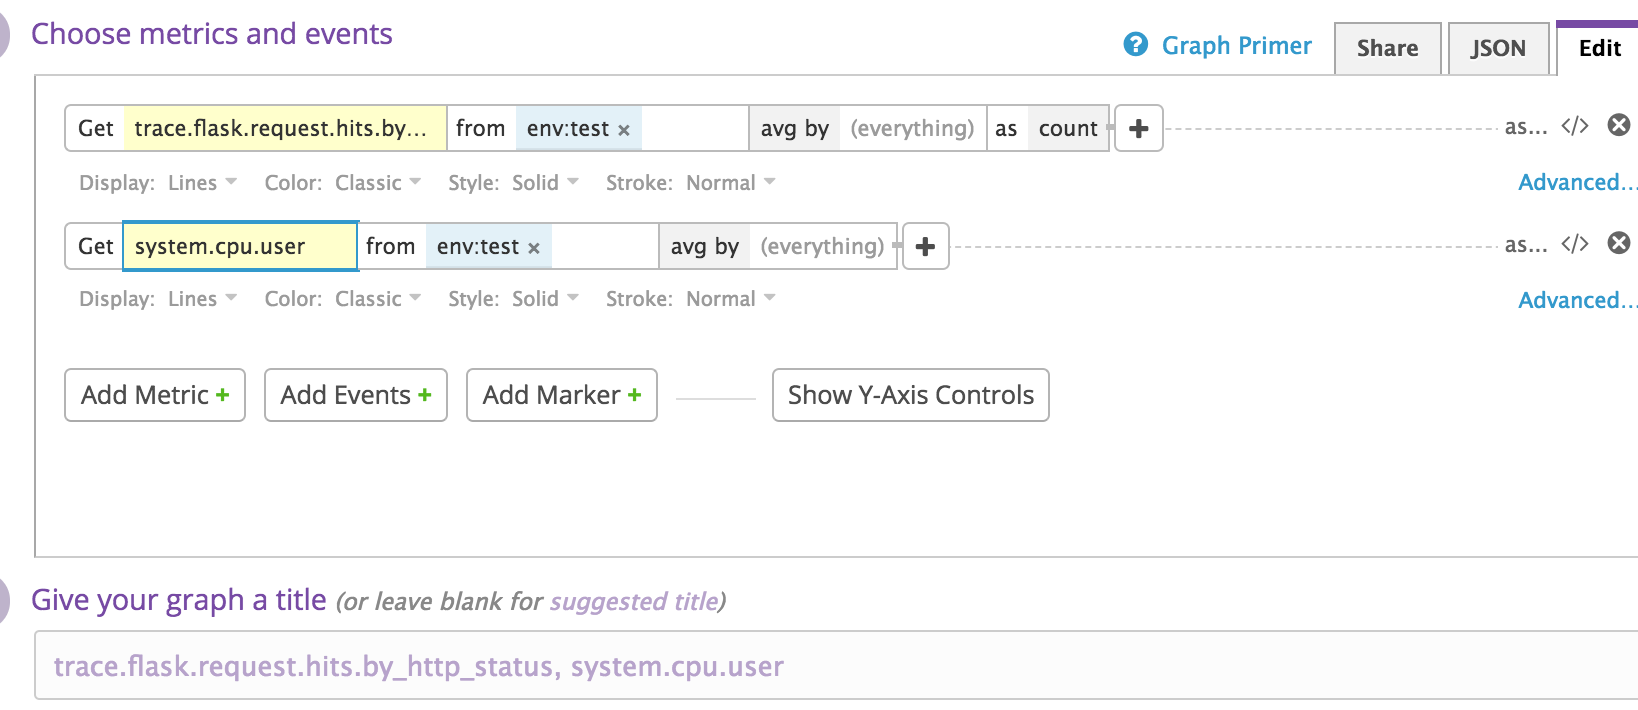 Choose metrics and events
? Graph Primer Share JSON Edit
Get trace.flask.request.hits.by... from env:test × avg by (everything) as count + as... </>
Display: Lines Color: Classic Style: Solid Stroke: Normal Advanced...
Get system.cpu.user from env:test × avg by (everything) + as... </>
Display: Lines Color: Classic Style: Solid Stroke: Normal Advanced...
Add Metric + Add Events + Add Marker + Show Y-Axis Controls
Give your graph a title (or leave blank for suggested title)
trace.flask.request.hits.by_http_status, system.cpu.user